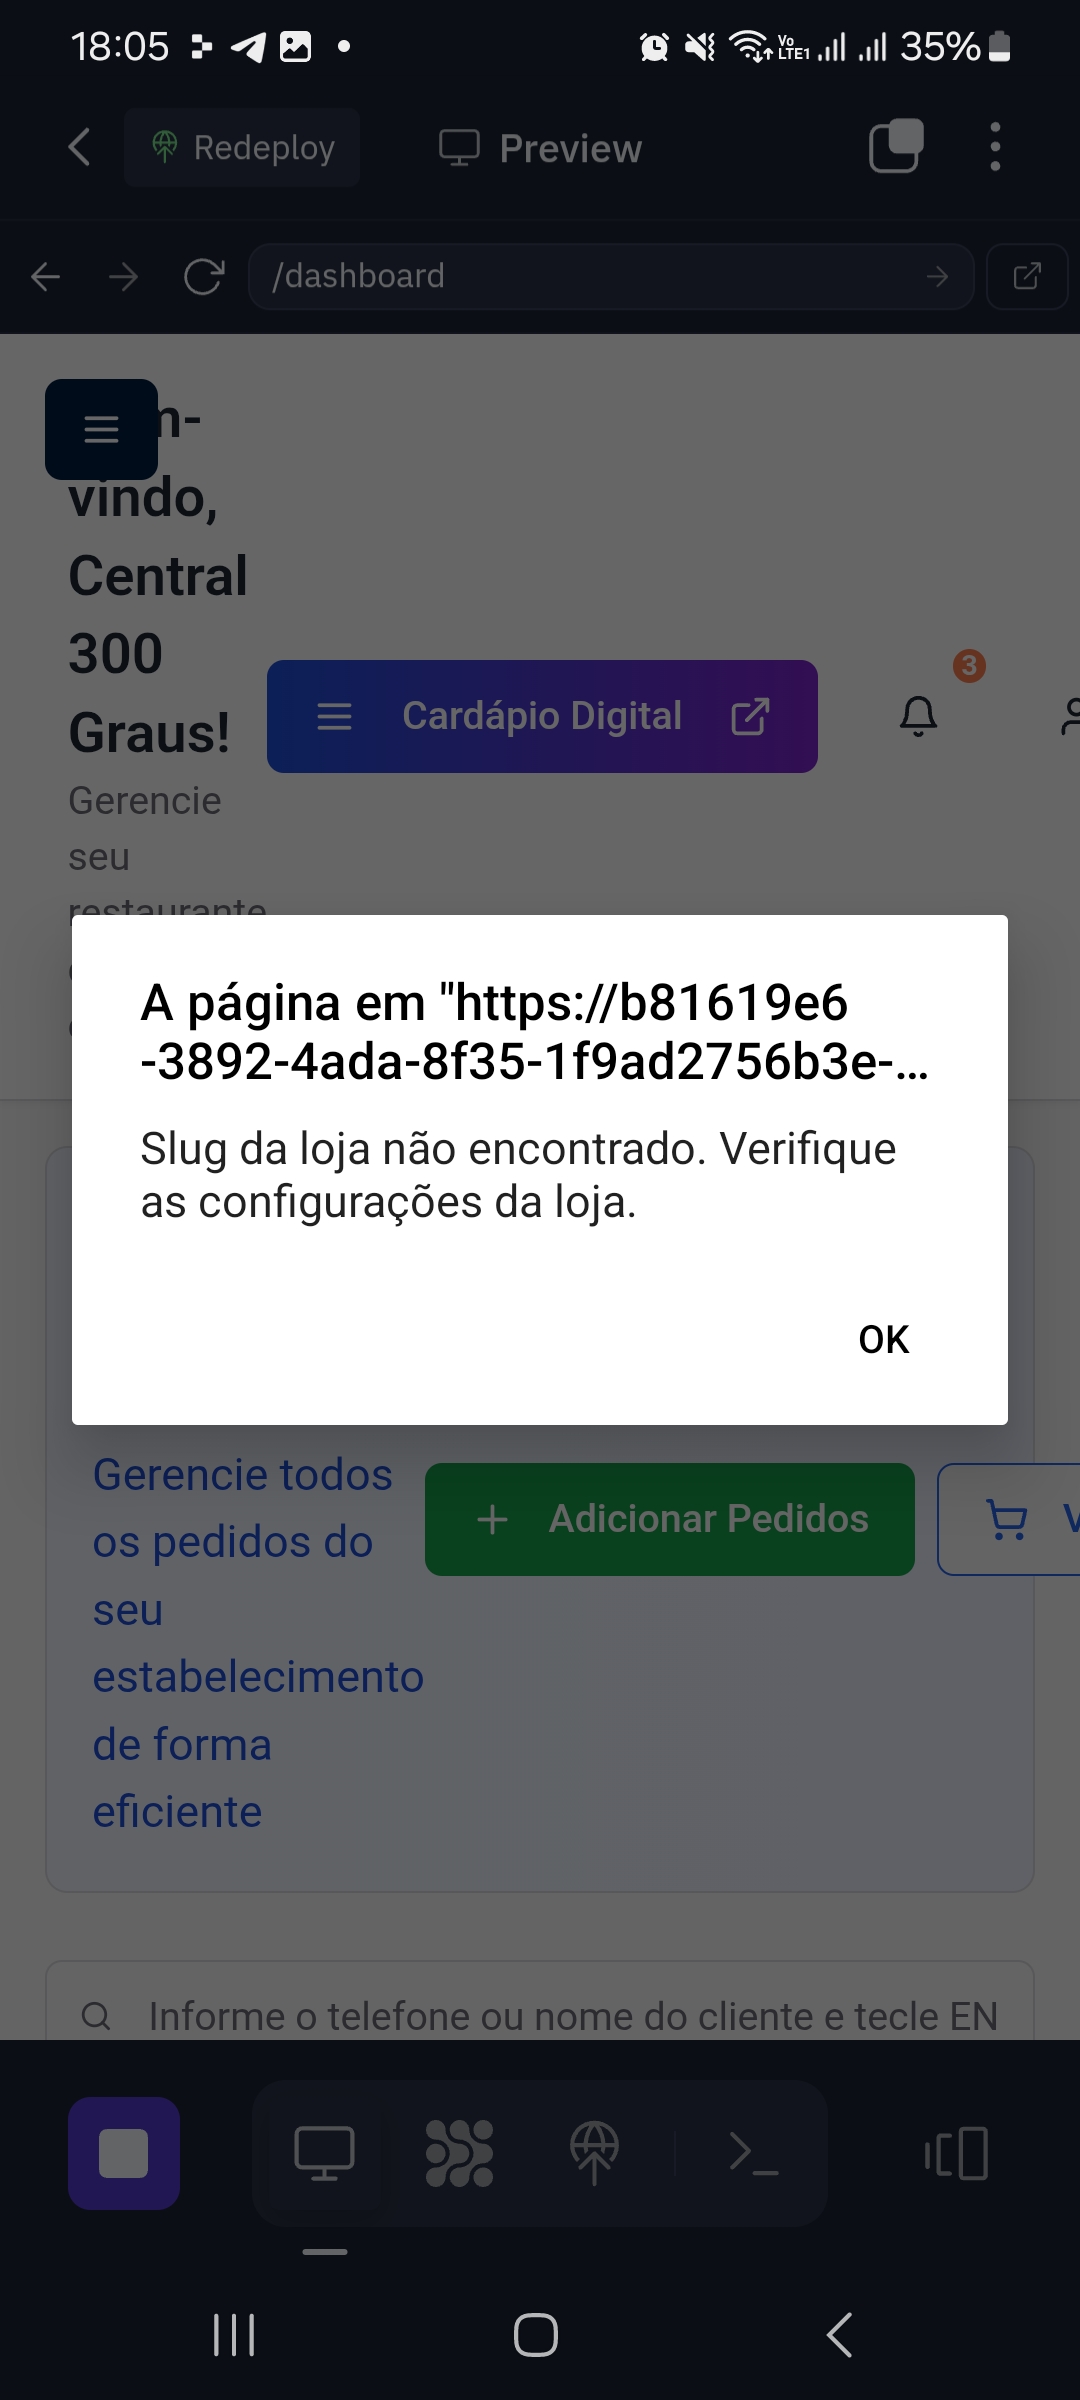 18:05
Vo
LTE1
35%
Redeploy
Preview
/dashboard
vindo,
Central
300
Graus!
Cardápio Digital
3
Gerencie
seu
restaurante
A página em "https://b81619e6
-3892-4ada-8f35-1f9ad2756b3e-...
Slug da loja não encontrado. Verifique
as configurações da loja.
OK
Gerencie todos
os pedidos do
seu
estabelecimento
de forma
eficiente
Adicionar Pedidos
Informe o telefone ou nome do cliente e tecle EN